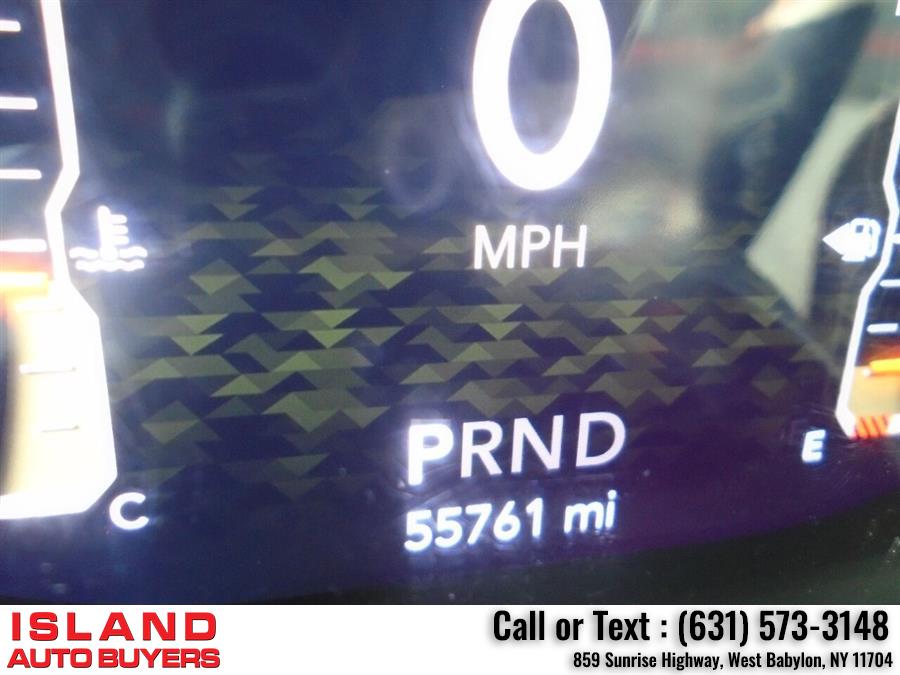 0
MPH
PRND
55761 mi
C
E
ISLAND
AUTO BUYERS
Call or Text : (631) 573-3148
859 Sunrise Highway, West Babylon, NY 11704